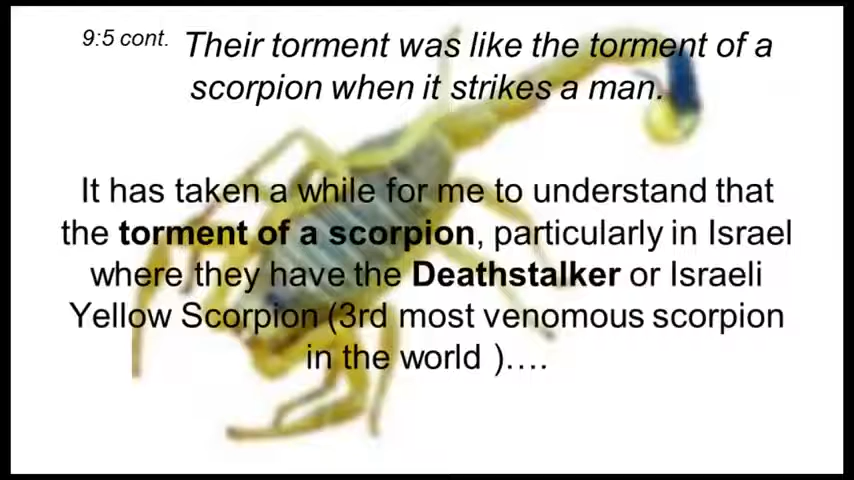 9:5 cont. Their torment was like the torment of a
scorpion when it strikes a man.
It has taken a while for me to understand that
the torment of a scorpion, particularly in Israel
where they have the Deathstalker or Israeli
Yellow Scorpion (3rd most venomous scorpion
in the world )....